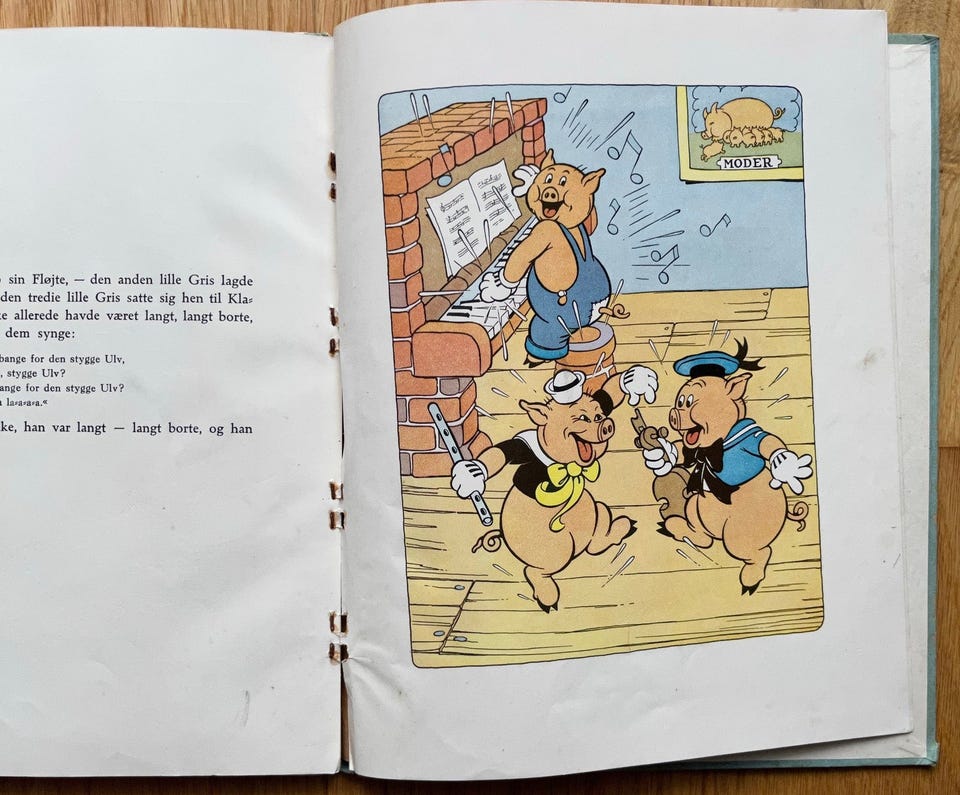 sin Fløjte, — den anden lille Gris lagde
den tredie lille Gris satte sig hen til Kla-
ke allerede havde været langt, langt borte,
dem synge:
bange for den stygge Ulv,
, stygge Ulv?
ange for den stygge Ulv?
la-a-a-a.“
ke, han var langt — langt borte, og han
MODER